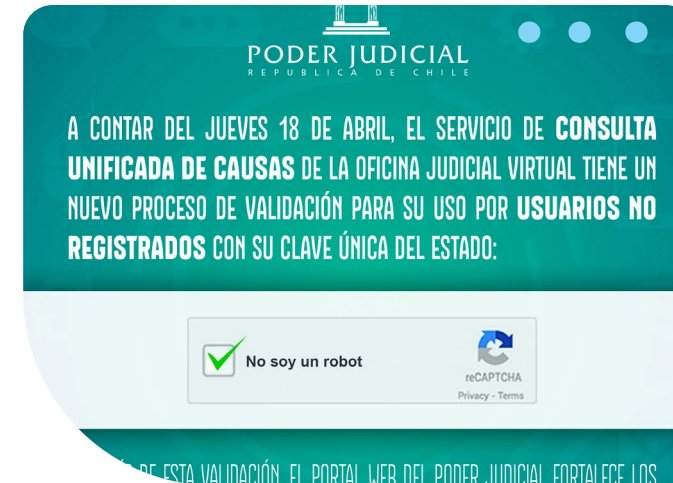 PODER JUDICIAL
REPUBLICA DE CHILE
A CONTAR DEL JUEVES 18 DE ABRIL, EL SERVICIO DE CONSULTA
UNIFICADA DE CAUSAS DE LA OFICINA JUDICIAL VIRTUAL TIENE UN
NUEVO PROCESO DE VALIDACIÓN PARA SU USO POR USUARIOS NO
REGISTRADOS CON SU CLAVE ÚNICA DEL ESTADO:
No soy un robot
reCAPTCHA
Privacy - Terms
DE ESTA VALIDACIÓN, EL PORTAL WEB DEL PODER JUDICIAL FORTALECE LOS